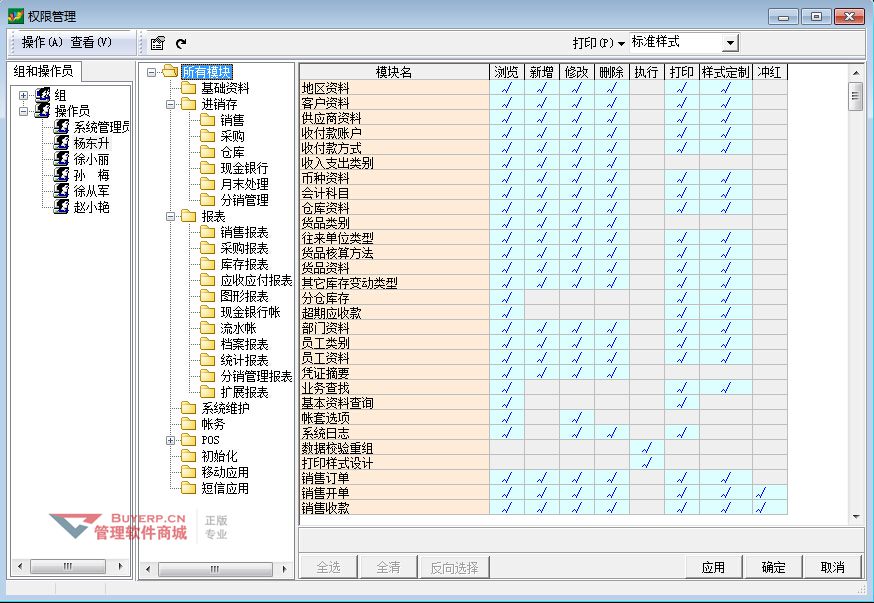 权限管理
操作(A) 查看(V)
打印(P) 标准样式
组和操作员
组
操作员
系统管理员
杨东升
徐小丽
孙 梅
徐从军
赵小艳
所有模块
基础资料
进销存
销售
采购
仓库
现金银行
月末处理
分销管理
报表
销售报表
采购报表
库存报表
应收应付报表
图形报表
现金银行帐
流水帐
档案报表
统计报表
分销管理报表
扩展报表
系统维护
帐务
POS
初始化
移动应用
短信应用
模块名 浏览 新增 修改 删除 执行 打印 样式定制 冲红
地区资料 √ √ √ √ √ √
客户资料 √ √ √ √ √ √
供应商资料 √ √ √ √ √ √
收付款账户 √ √ √ √ √ √
收付款方式 √ √ √ √ √ √
收入支出类别 √ √ √ √
币种资料 √ √ √ √ √ √
会计科目 √ √ √ √ √ √
仓库资料 √ √ √ √ √ √
货品类别 √ √ √ √
往来单位类型 √ √ √ √ √ √
货品核算方法 √ √ √ √ √ √
货品资料 √ √ √ √ √ √
其它库存变动类型 √ √ √ √ √ √
分仓库存 √ √ √
超期应收款 √ √ √
部门资料 √ √ √ √ √ √
员工类别 √ √ √ √ √ √
员工资料 √ √ √ √ √ √
凭证摘要 √ √ √ √
业务查找 √ √ √
基本资料查询 √ √
帐套选项 √ √
系统日志 √ √ √ √
数据校验重组 √
打印样式设计 √
销售订单 √ √ √ √ √ √
销售开单 √ √ √ √ √ √ √
销售收款 √ √ √ √ √ √ √
BUYERP.CN
管理软件商城
正版
专业
全选 全清 反向选择 应用 确定 取消